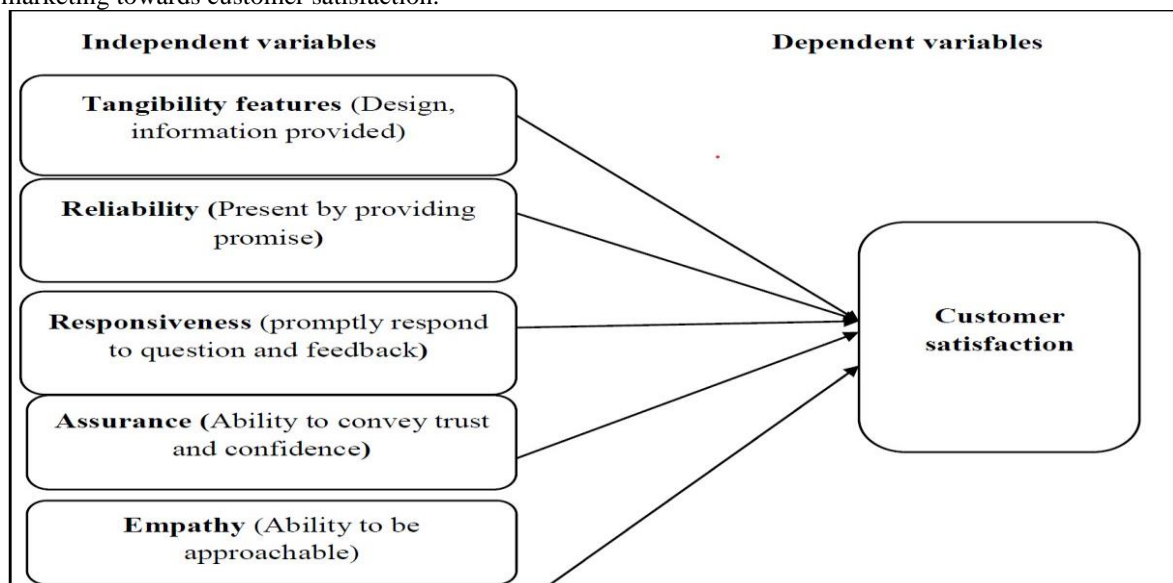 marketing towards customer satisfaction.
Independent variables
Dependent variables
Tangibility features (Design,
information provided)
Reliability (Present by providing
promise)
Responsiveness (promptly respond
to question and feedback)
Assurance (Ability to convey trust
and confidence)
Empathy (Ability to be
approachable)
Customer
satisfaction